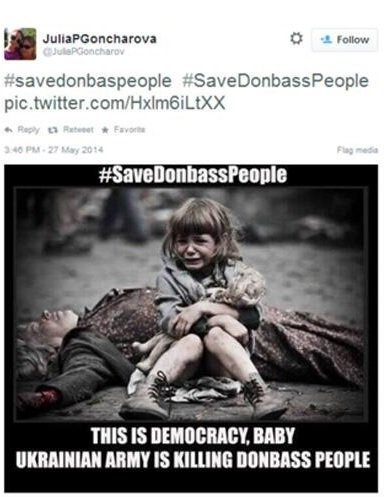 JuliaPGoncharova
@JuliaPGoncharov
Follow
#savedonbaspeople #SaveDonbassPeople
pic.twitter.com/HxIm6iLtXX
Reply Retweet Favorite
3:46 PM - 27 May 2014
Flag media
#SaveDonbassPeople
THIS IS DEMOCRACY, BABY
UKRAINIAN ARMY IS KILLING DONBASS PEOPLE